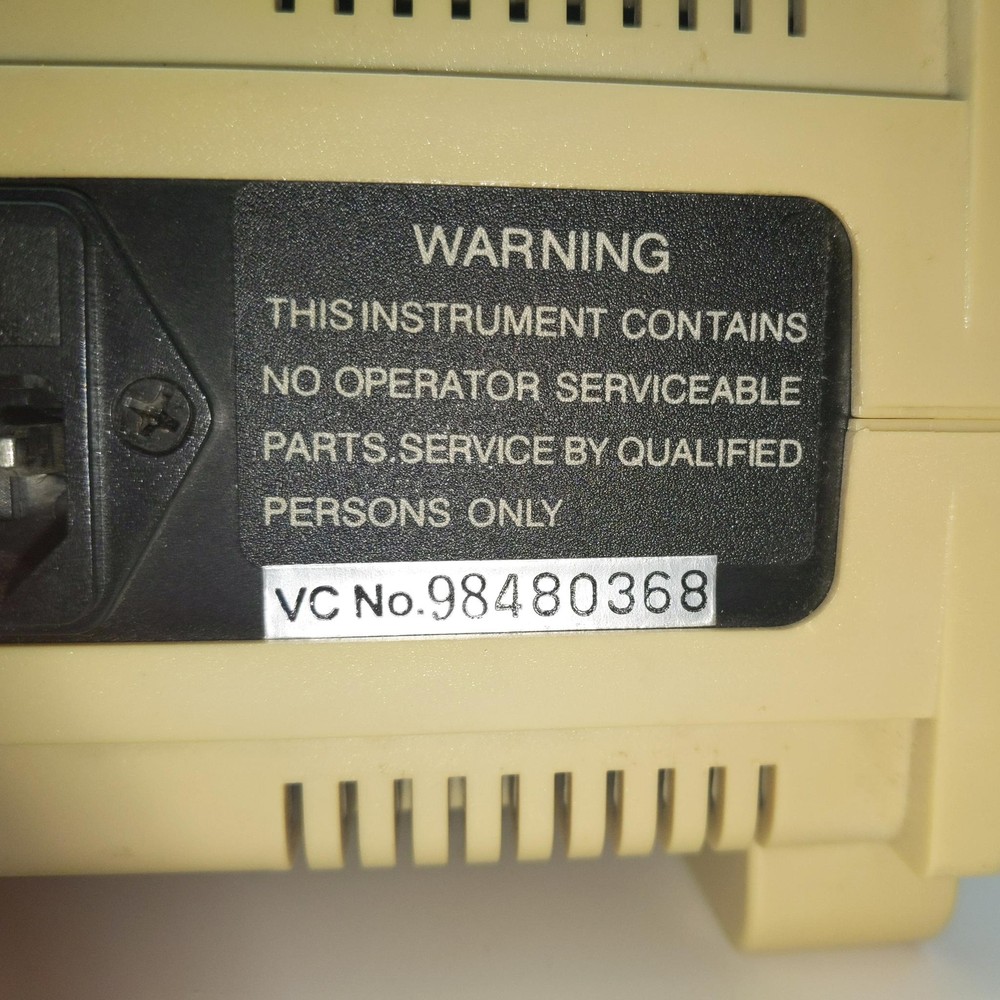 WARNING
THIS INSTRUMENT CONTAINS
NO OPERATOR SERVICEABLE
PARTS.SERVICE BY QUALIFIED
PERSONS ONLY
VC No.98480368